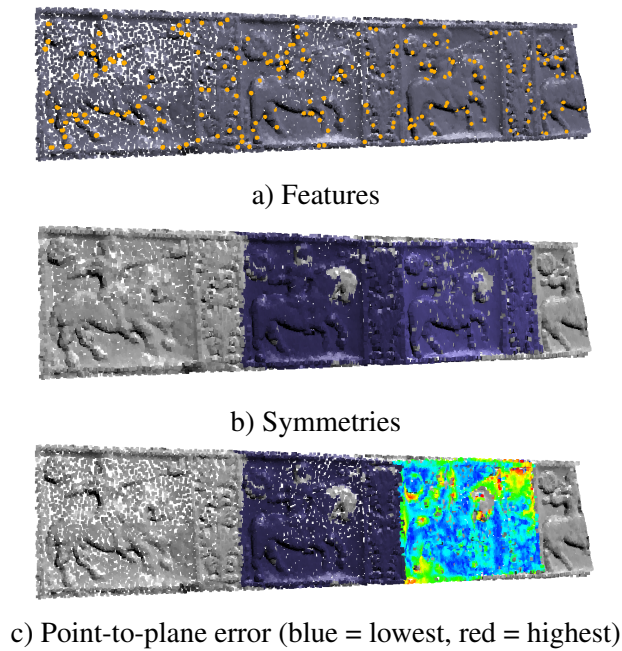 a) Features
b) Symmetries
c) Point-to-plane error (blue = lowest, red = highest)